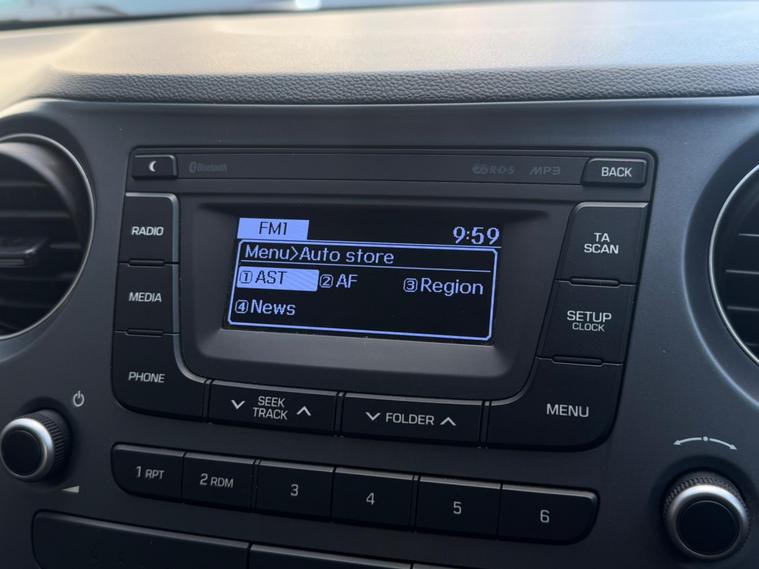 Bluetooth
R·D·S
MP3
BACK
RADIO
MEDIA
PHONE
FM1
9:59
Menu>Auto store
①AST ②AF ③Region
④News
TA
SCAN
SETUP
CLOCK
MENU
SEEK
TRACK
FOLDER
1 RPT
2 RDM
3
4
5
6